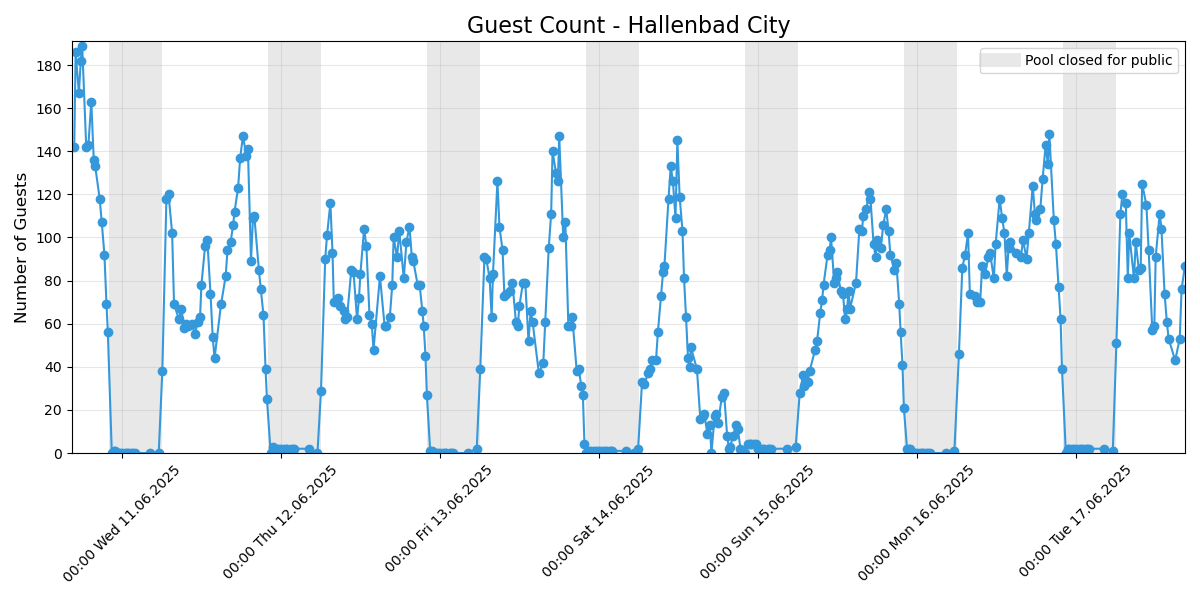 Guest Count - Hallenbad City
Pool closed for public
Number of Guests
180
160
140
120
100
80
60
40
20
0
00:00 Wed 11.06.2025
00:00 Thu 12.06.2025
00:00 Fri 13.06.2025
00:00 Sat 14.06.2025
00:00 Sun 15.06.2025
00:00 Mon 16.06.2025
00:00 Tue 17.06.2025